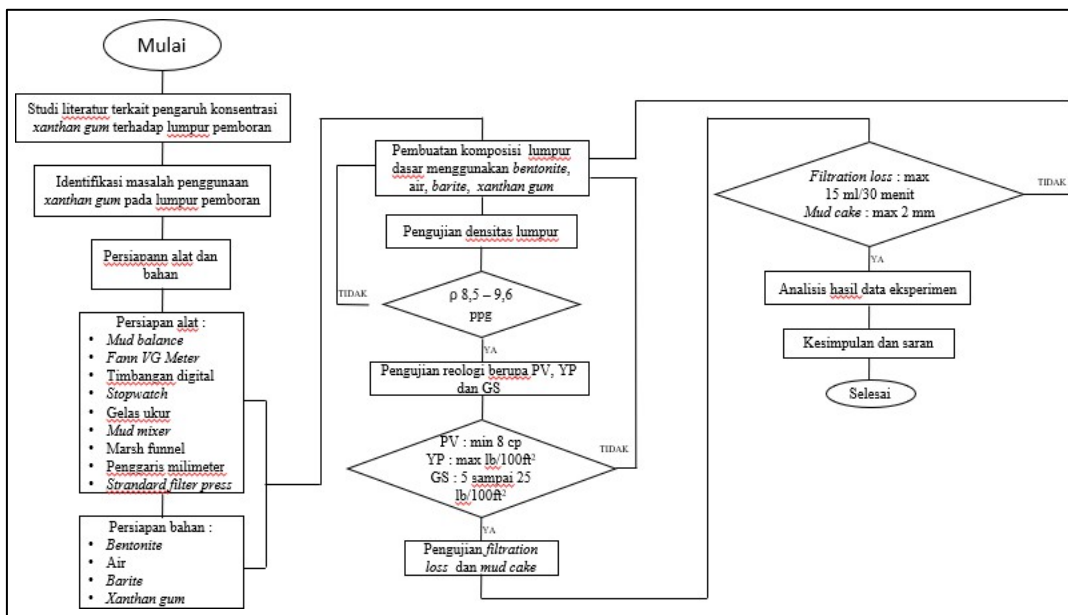 Mulai
Studi literatur terkait pengaruh konsentrasi
xanthan gum terhadap lumpur pemboran
Identifikasi masalah penggunaan
xanthan gum pada lumpur pemboran
Persiapann alat dan
bahan
Persiapan alat :
• Mud balance
• Fann VG Meter
• Timbangan digital
• Stopwatch
• Gelas ukur
• Mud mixer
• Marsh funnel
• Penggaris milimeter
• Strandard filter press
Persiapan bahan :
• Bentonite
• Air
• Barite
• Xanthan gum
Pembuatan komposisi lumpur
dasar menggunakan bentonite,
air, barite, xanthan gum
Pengujian densitas lumpur
TIDAK
ρ 8,5 – 9,6
ppg
YA
Pengujian reologi berupa PV, YP
dan GS
PV : min 8 cp
YP : max lb/100ft²
GS : 5 sampai 25
lb/100ft²
TIDAK
YA
Pengujian filtration
loss dan mud cake
Filtration loss : max
15 ml/30 menit
Mud cake : max 2 mm
TIDAK
YA
Analisis hasil data eksperimen
Kesimpulan dan saran
Selesai